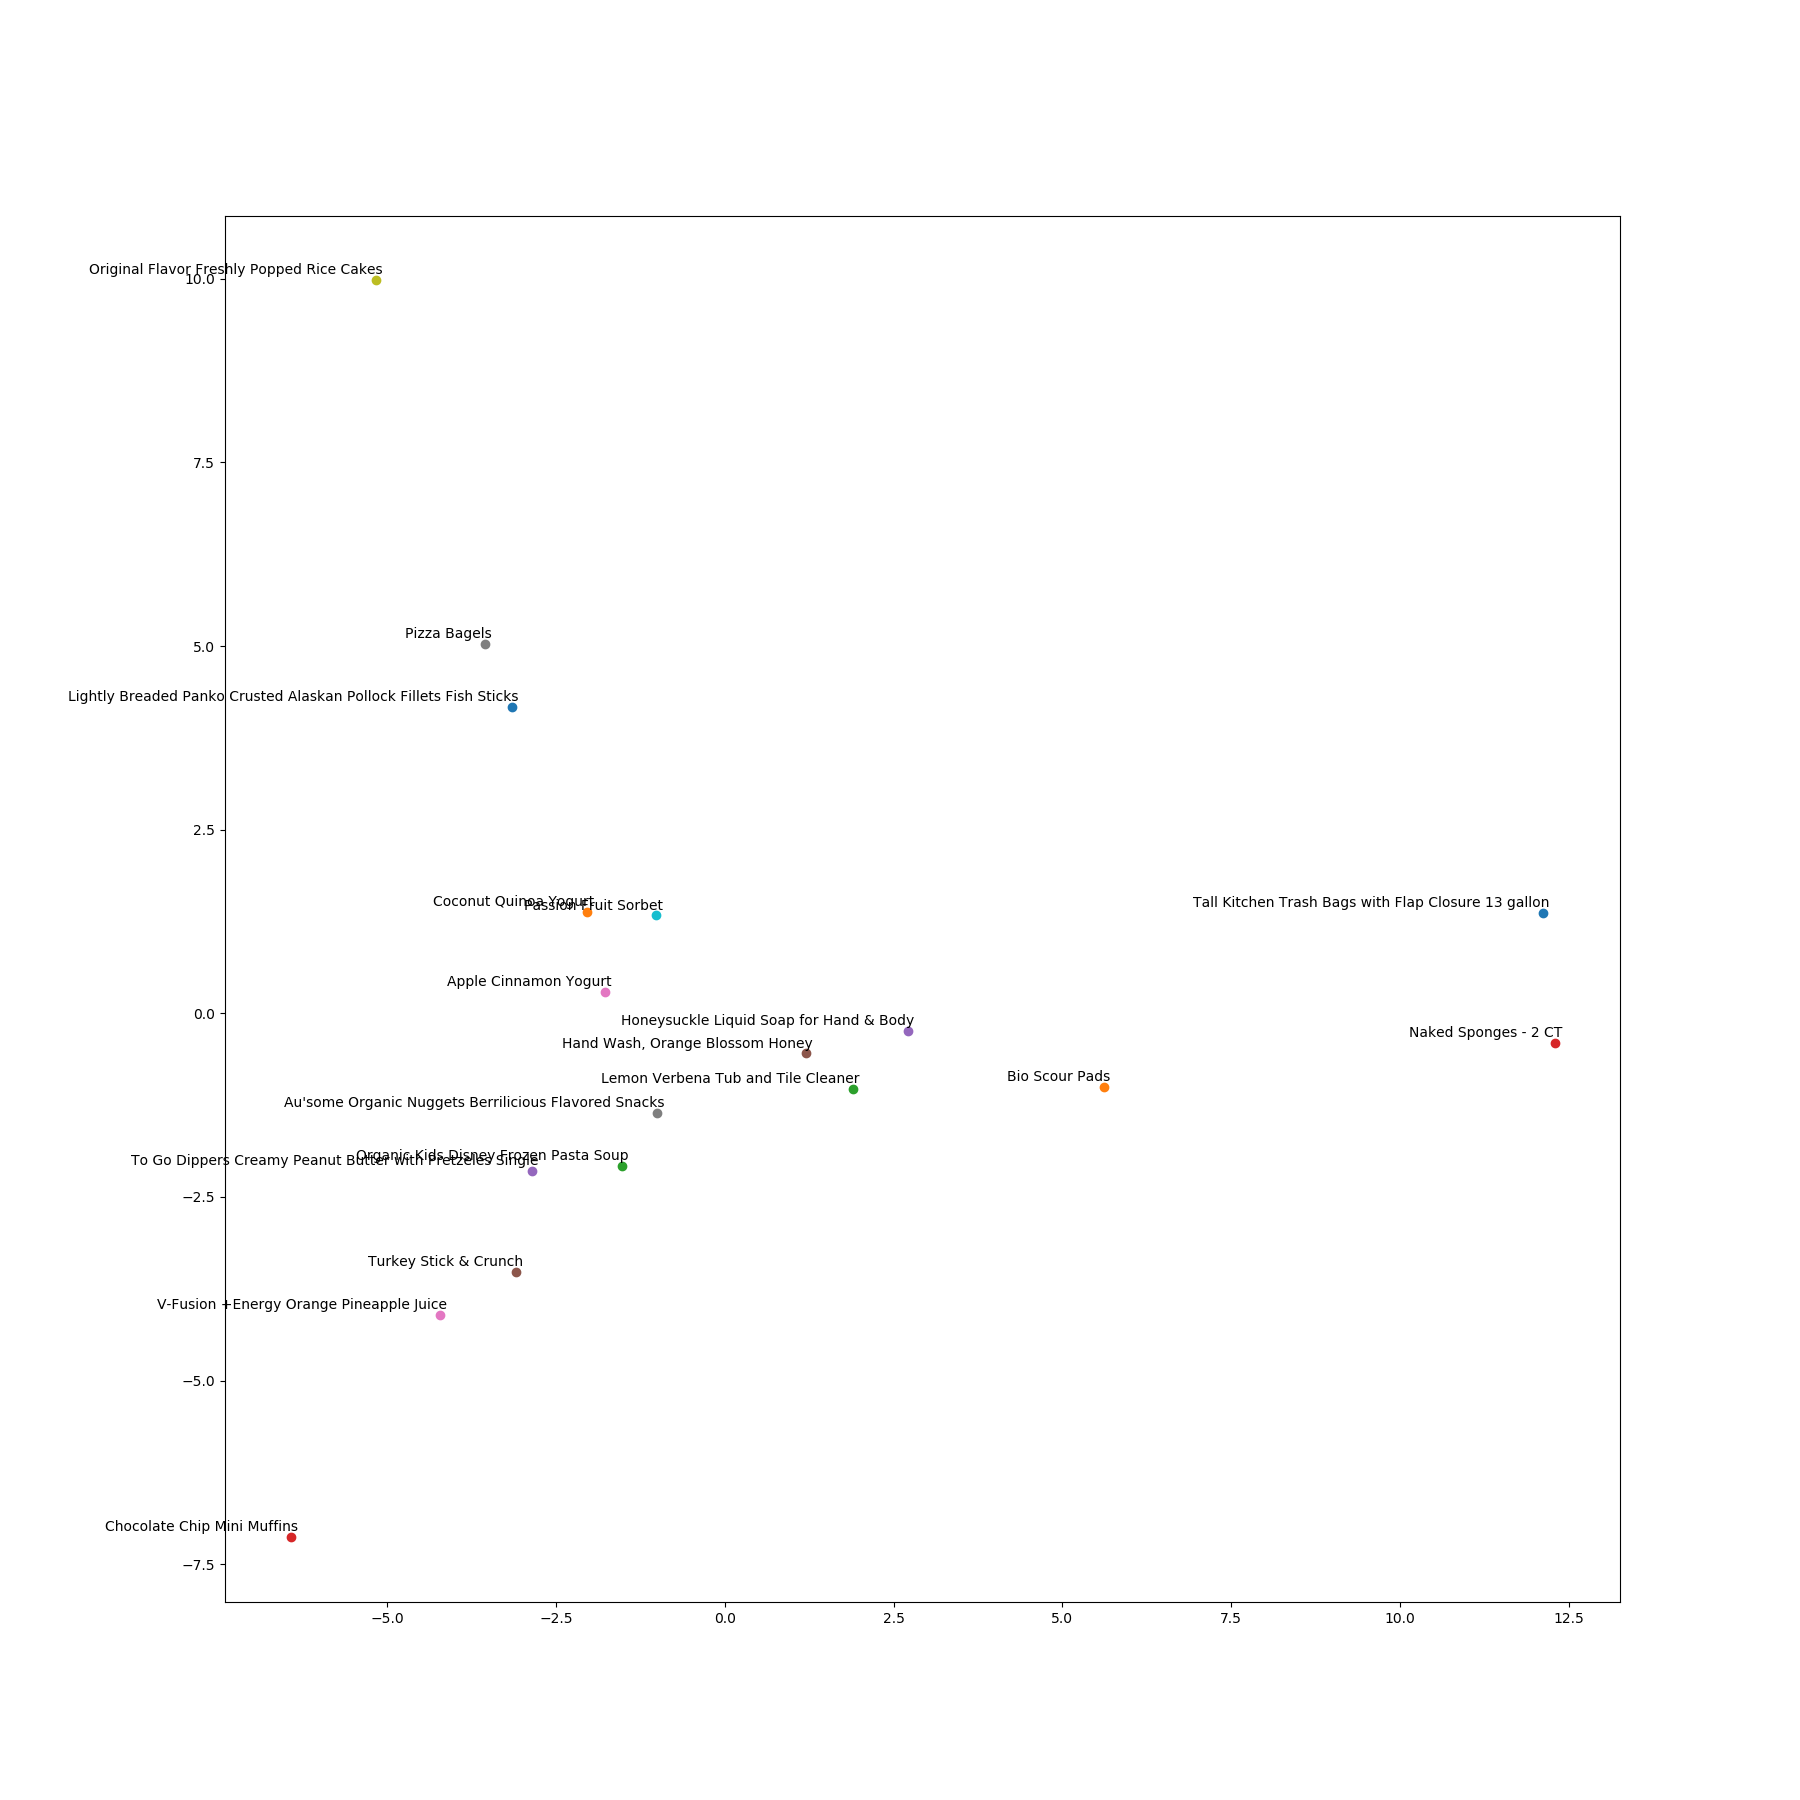 Original Flavor Freshly Popped Rice Cakes
10.0
7.5
Pizza Bagels
5.0
Lightly Breaded Panko Crusted Alaskan Pollock Fillets Fish Sticks
2.5
Coconut Quinoa Yogurt
Passion Fruit Sorbet
Tall Kitchen Trash Bags with Flap Closure 13 gallon
Apple Cinnamon Yogurt
0.0
Honeysuckle Liquid Soap for Hand & Body
Naked Sponges - 2 CT
Hand Wash, Orange Blossom Honey
Lemon Verbena Tub and Tile Cleaner
Bio Scour Pads
Au'some Organic Nuggets Berrilicious Flavored Snacks
Organic Kids Disney Frozen Pasta Soup
To Go Dippers Creamy Peanut Butter with Pretzeles Single
−2.5
Turkey Stick & Crunch
V-Fusion +Energy Orange Pineapple Juice
−5.0
Chocolate Chip Mini Muffins
−7.5
−5.0 −2.5 0.0 2.5 5.0 7.5 10.0 12.5